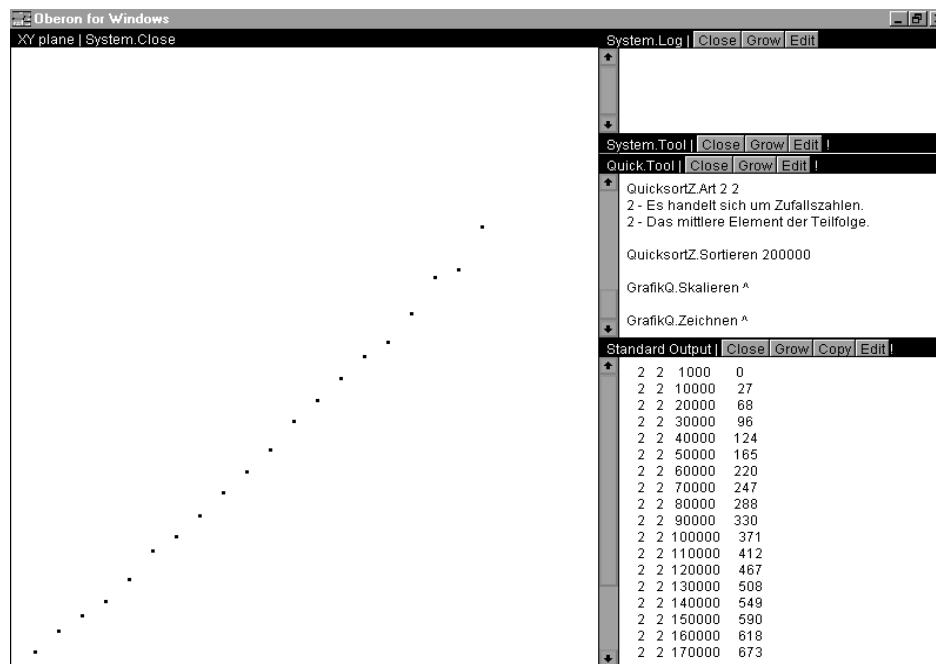 Oberon for Windows
XY plane | System.Close
System.Log | Close Grow Edit
System.Tool | Close Grow Edit !
Quick.Tool | Close Grow Edit !
QuicksortZ.Art 2 2
2 - Es handelt sich um Zufallszahlen.
2 - Das mittlere Element der Teilfolge.
QuicksortZ.Sortieren 200000
GrafikQ.Skalieren ^
GrafikQ.Zeichnen ^
Standard Output | Close Grow Copy Edit !
2 2 1000 0
2 2 10000 27
2 2 20000 68
2 2 30000 96
2 2 40000 124
2 2 50000 165
2 2 60000 220
2 2 70000 247
2 2 80000 288
2 2 90000 330
2 2 100000 371
2 2 110000 412
2 2 120000 467
2 2 130000 508
2 2 140000 549
2 2 150000 590
2 2 160000 618
2 2 170000 673